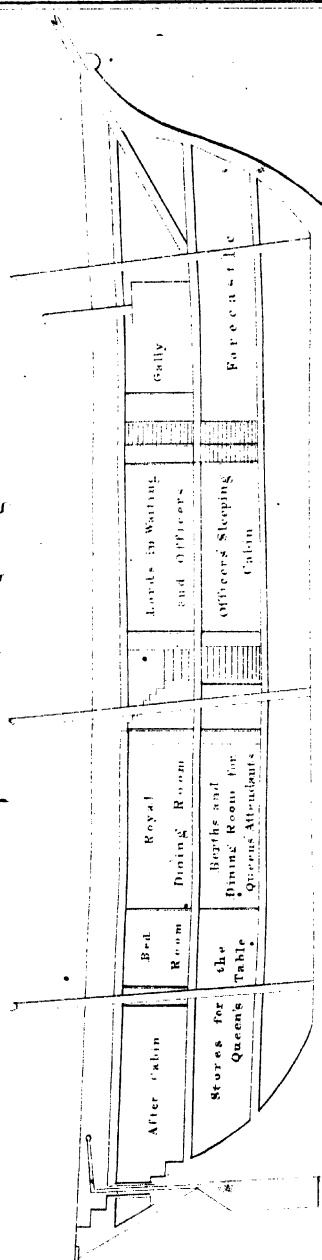 After Cabin
Bed
Room
Royal
Dining Room
Lords in Waiting
and Officers
Gally
Stores for the
Queen's Table
Berths and
Dining Room for
Queens' Attendants
Officers Sleeping
Cabin
Forecastle